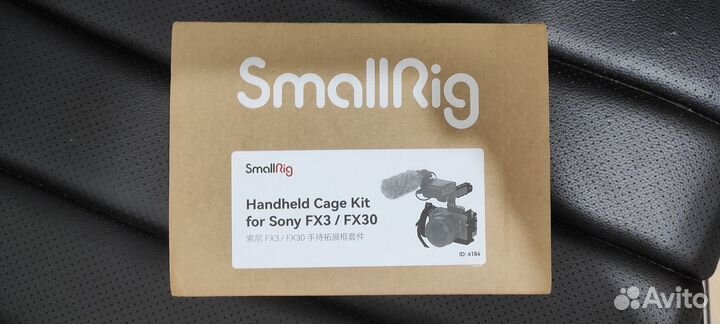 SmallRig
SmallRig
Handheld Cage Kit
for Sony FX3 / FX30
索尼 FX3 / FX30 手持拓展框套件
ID: 4184
Avito